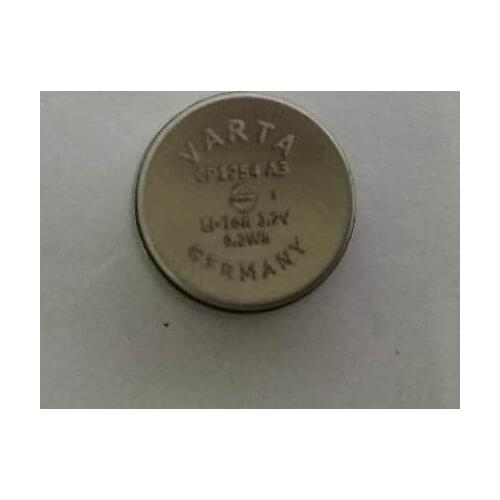 VARTA
CP1254 A3
I
Li-Ion 3.7V
0.2Wh
GERMANY